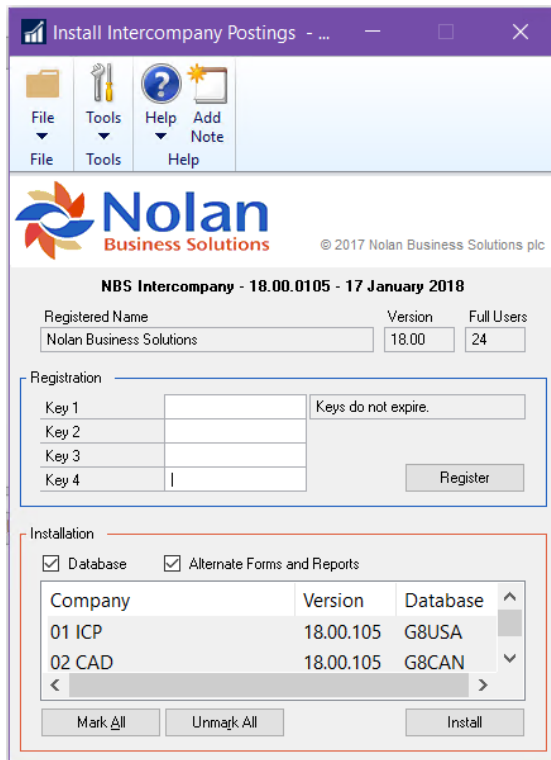 Install Intercompany Postings - ...
File
Tools
Help
Add Note
File
Tools
Help
Nolan
Business Solutions
© 2017 Nolan Business Solutions plc
NBS Intercompany - 18.00.0105 - 17 January 2018
Registered Name Version Full Users
Nolan Business Solutions 18.00 24
Registration
Key 1 Keys do not expire.
Key 2
Key 3
Key 4 Register
Installation
Database Alternate Forms and Reports
Company Version Database
01 ICP 18.00.105 G8USA
02 CAD 18.00.105 G8CAN
Mark All Unmark All Install